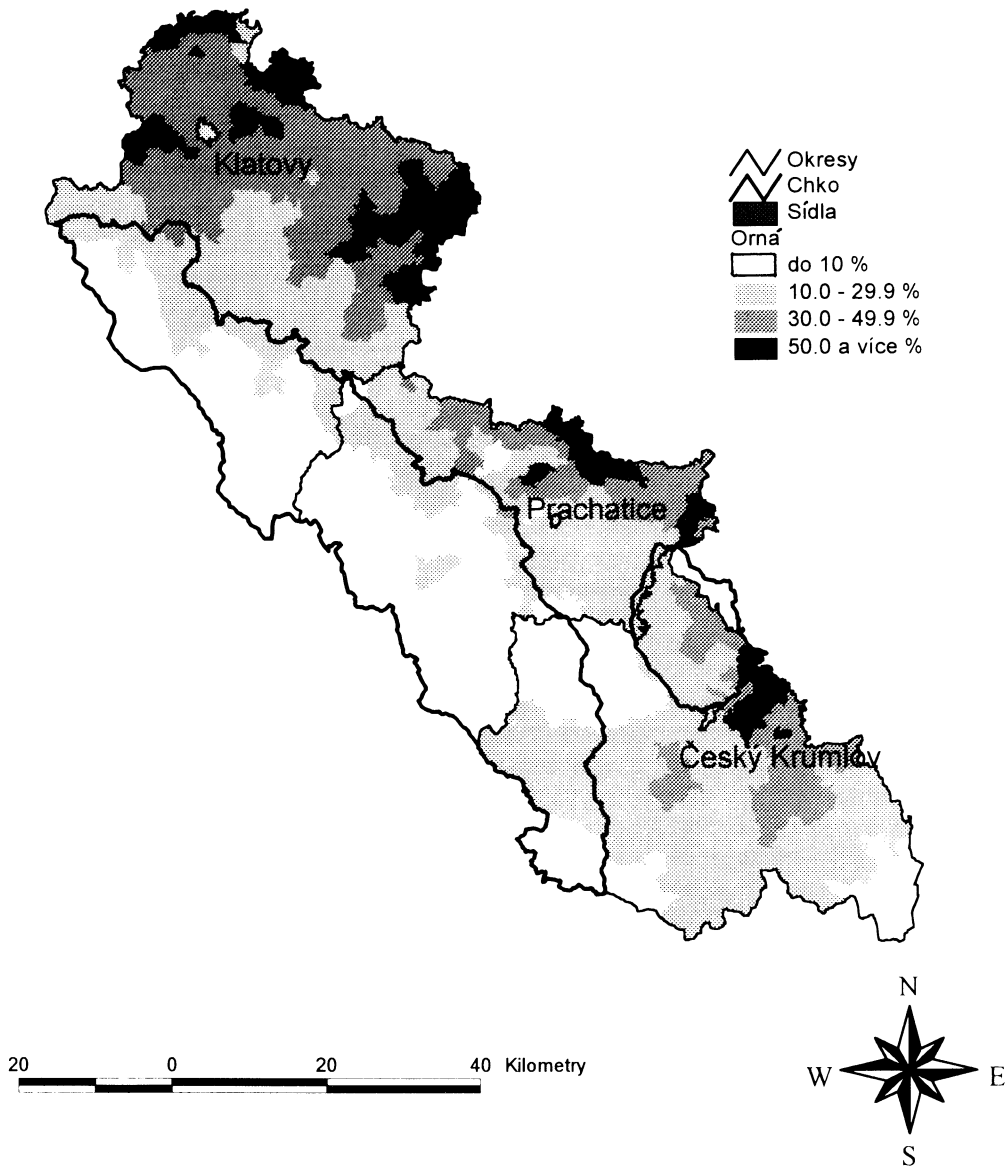 Klatovy
Okresy
Chko
Sídla
Orná
do 10 %
10.0 - 29.9 %
30.0 - 49.9 %
50.0 a více %
Prachatice
Český Krumlov
N
20 0 20 40 Kilometry
W E
S